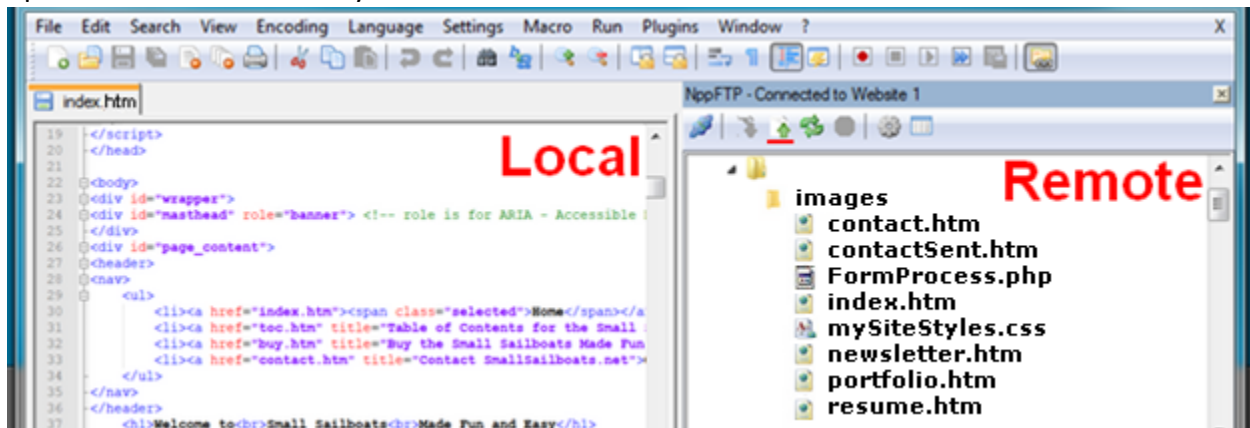 File Edit Search View Encoding Language Settings Macro Run Plugins Window ? X
index.htm
NppFTP - Connected to Website 1
Local
Remote
19 </script>
20 </head>
21
22 <body>
23 <div id="wrapper">
24 <div id="masthead" role="banner"> <!-- role is for ARIA - Accessible
25 </div>
26 <div id="page_content">
27 <header>
28 <nav>
29 <ul>
30 <li><a href="index.htm"><span class="selected">Home</span></a
31 <li><a href="toc.htm" title="Table of Contents for the Small
32 <li><a href="buy.htm" title="Buy the Small Sailboats Made Fun
33 <li><a href="contact.htm" title="Contact SmallSailboats.net">
34 </ul>
35 </nav>
36 </header>
37 <h1>Welcome to<br>Small Sailboats<br>Made Fun and Easy</h1>
images
contact.htm
contactSent.htm
FormProcess.php
index.htm
mySiteStyles.css
newsletter.htm
portfolio.htm
resume.htm